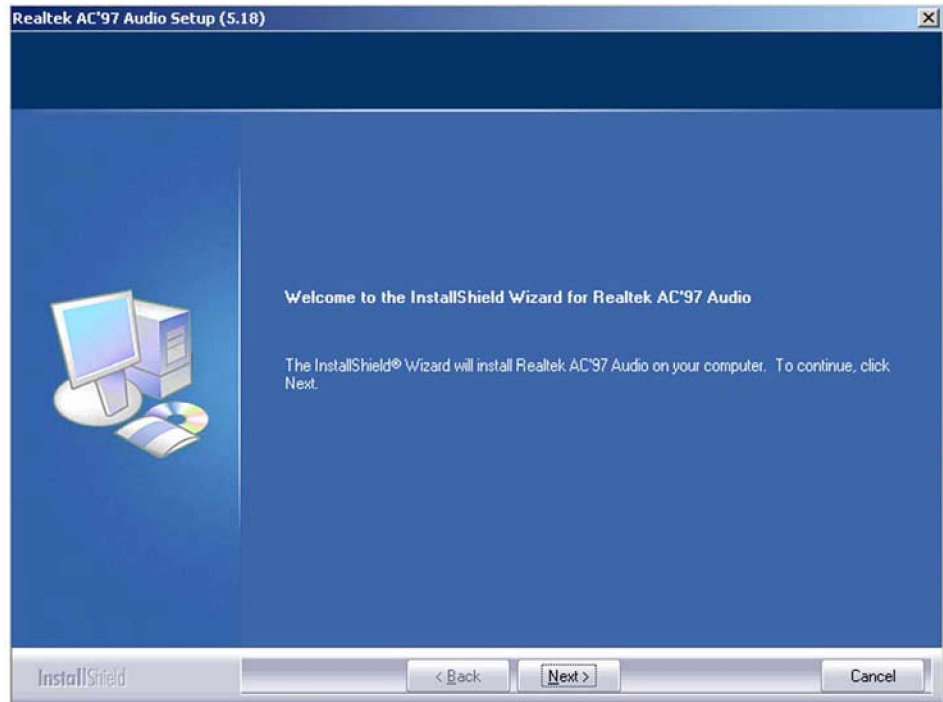 Realtek AC'97 Audio Setup (5.18)
Welcome to the InstallShield Wizard for Realtek AC'97 Audio
The InstallShield® Wizard will install Realtek AC'97 Audio on your computer. To continue, click
Next.
InstallShield
< Back
Next >
Cancel